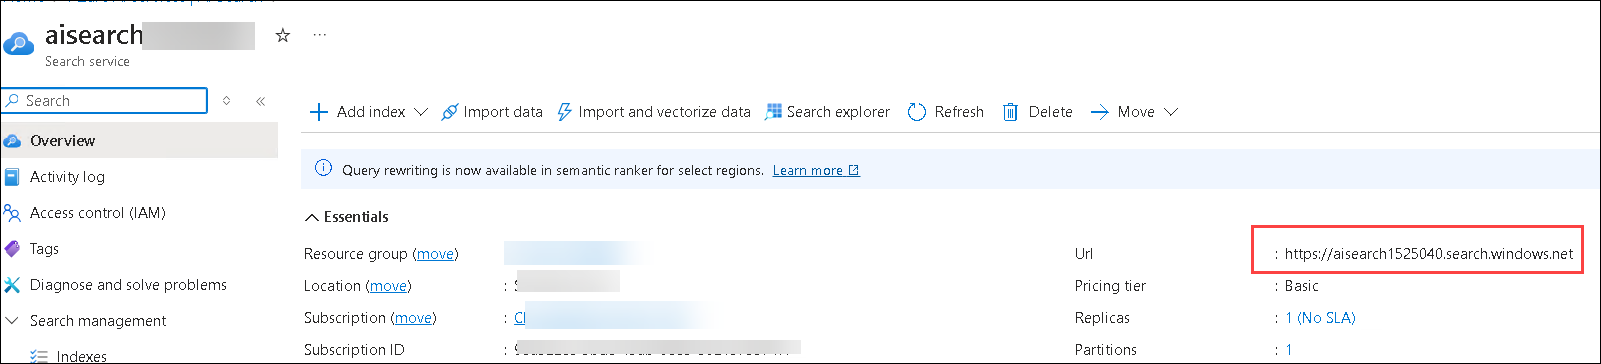 aisearch
Search service
Search
Add index
Import data
Import and vectorize data
Search explorer
Refresh
Delete
Move
Overview
Query rewriting is now available in semantic ranker for select regions. Learn more
Activity log
Access control (IAM)
Tags
Diagnose and solve problems
Search management
Indexes
Essentials
Resource group (move)
Location (move) :
Subscription (move) :
Subscription ID :
Url : https://aisearch1525040.search.windows.net
Pricing tier : Basic
Replicas : 1 (No SLA)
Partitions : 1